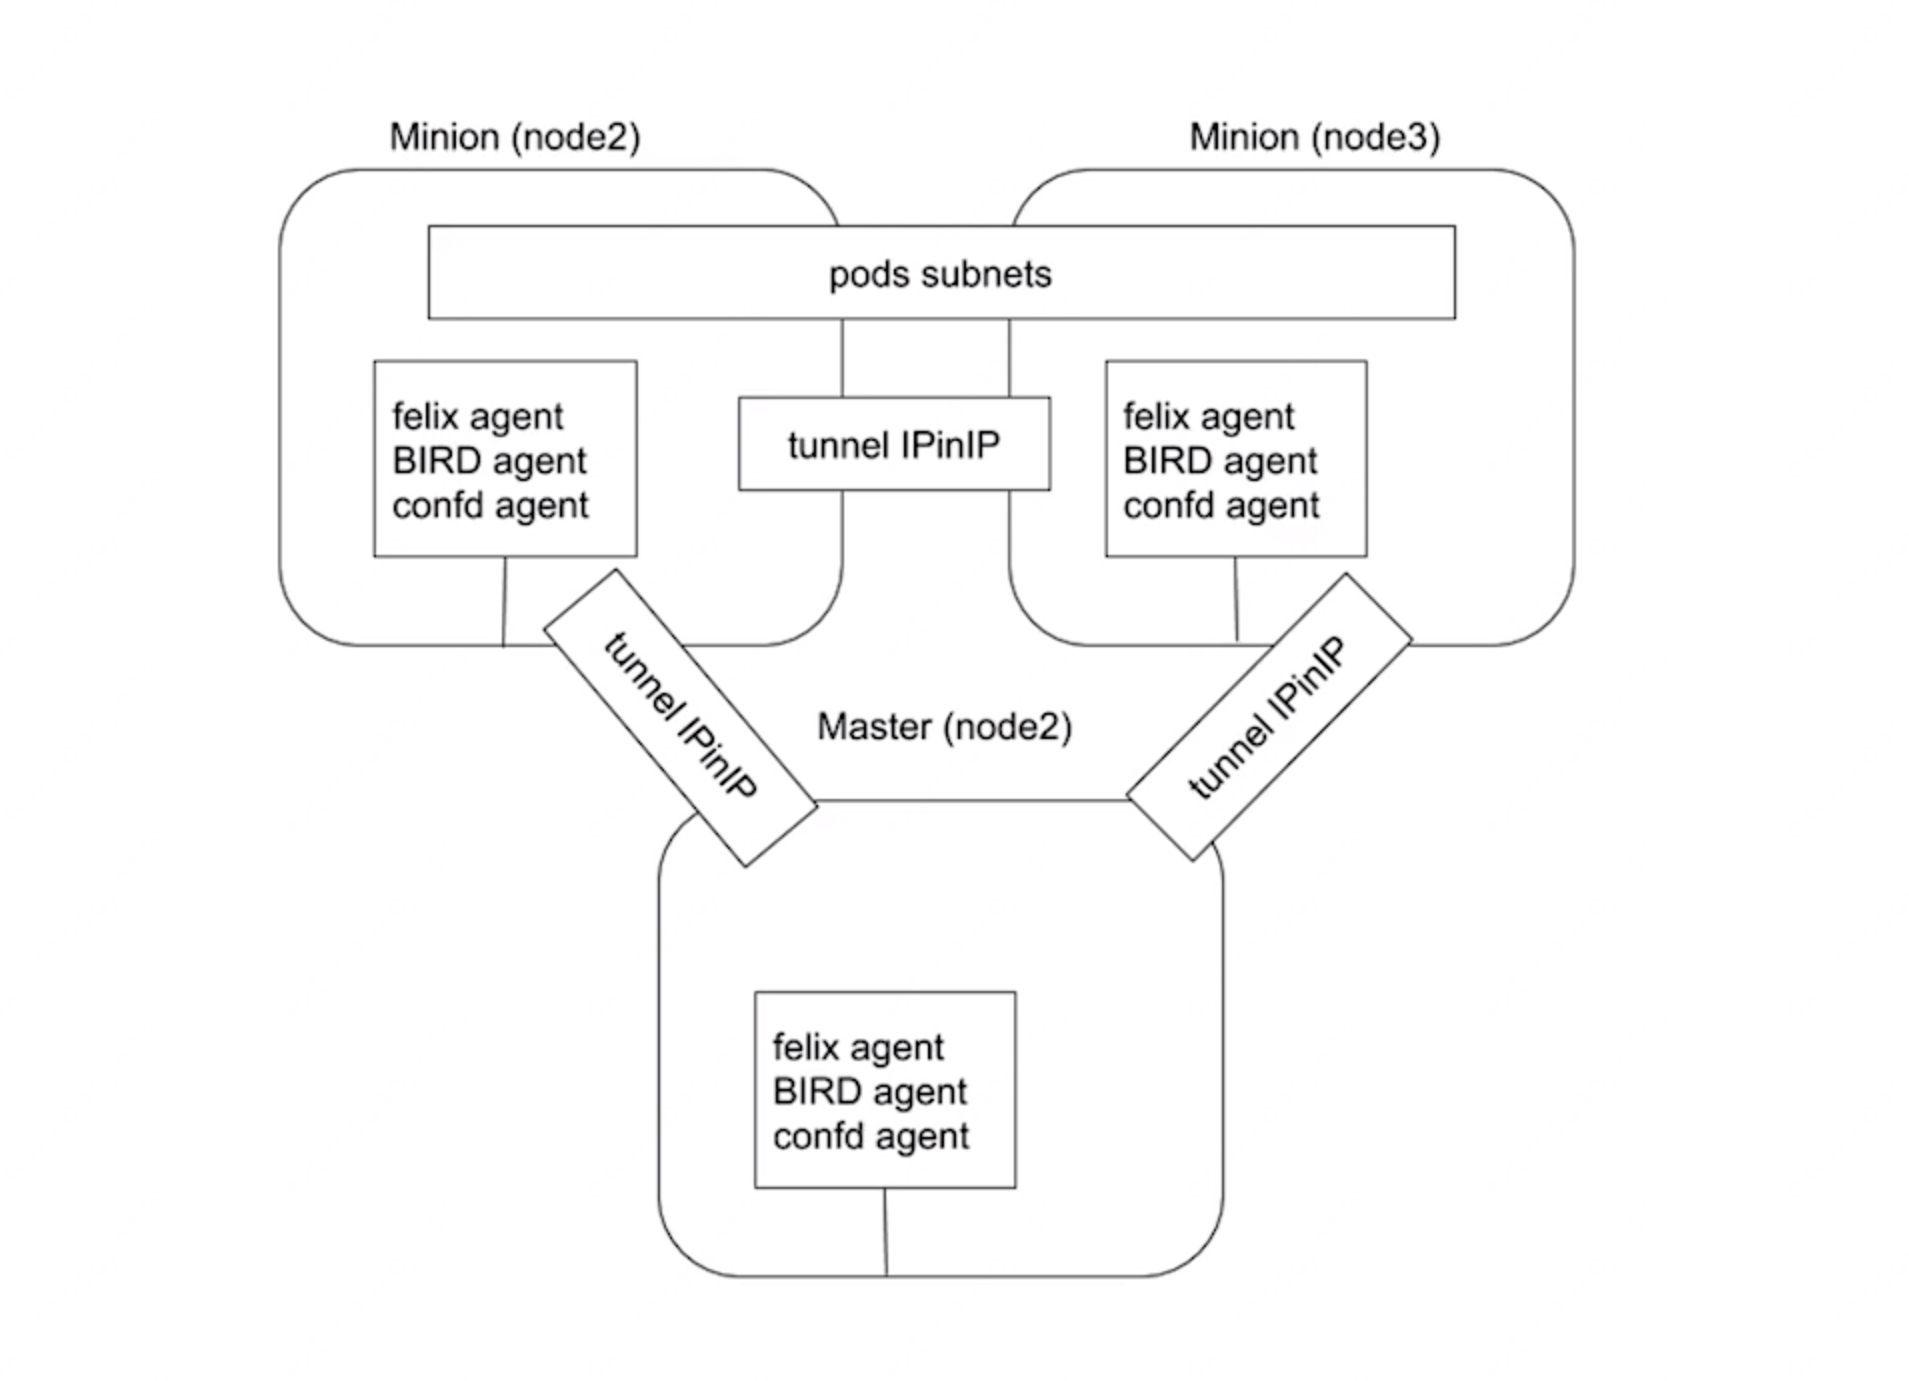 Minion (node2)
Minion (node3)
pods subnets
felix agent
BIRD agent
confd agent
tunnel IPinIP
felix agent
BIRD agent
confd agent
tunnel IPinIP
Master (node2)
tunnel IPinIP
felix agent
BIRD agent
confd agent